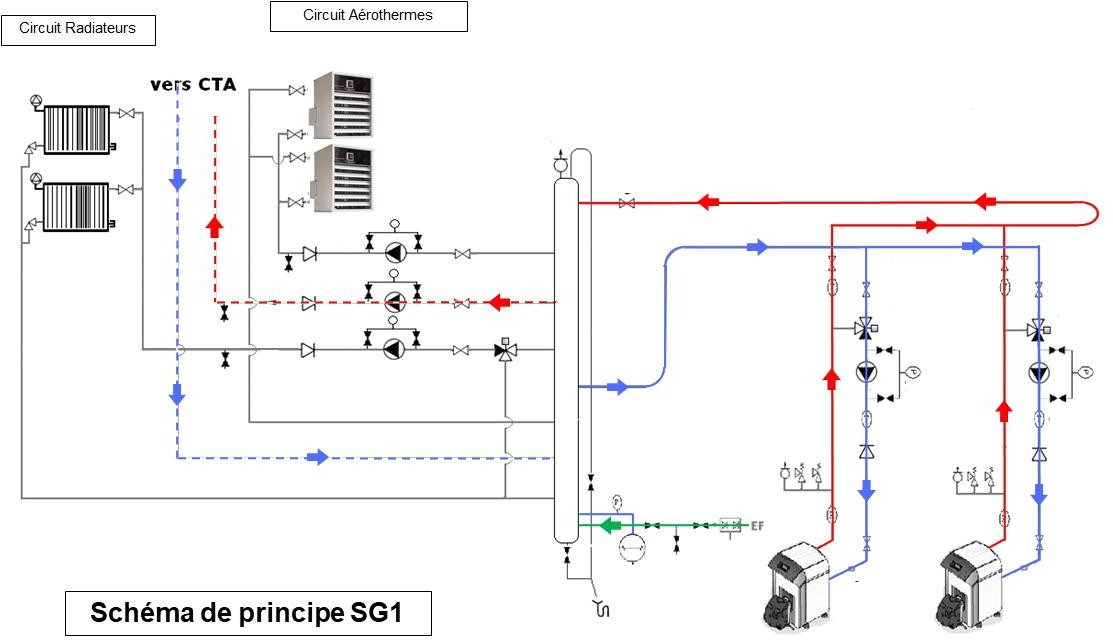 Circuit Radiateurs
Circuit Aérothermes
vers CTA
EF
P
P
Schéma de principe SG1